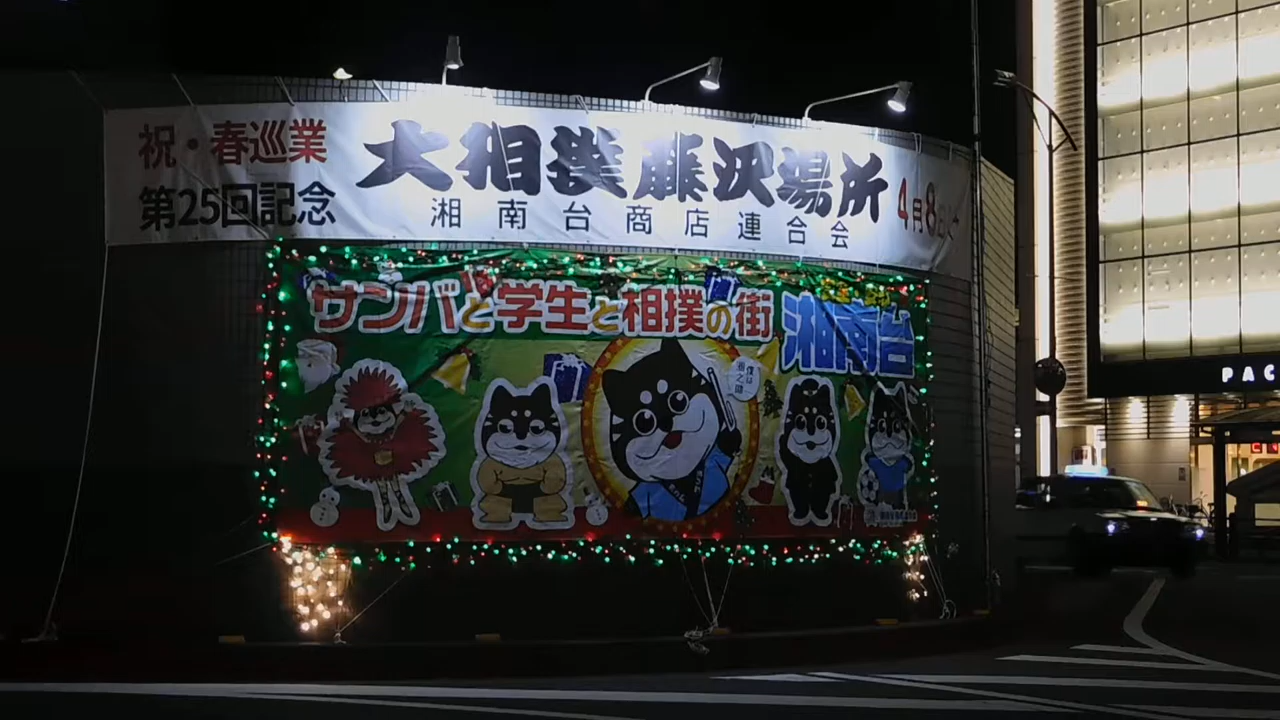 祝・春巡業
第25回記念
大相撲藤沢場所
湘南台商店連合会
4月8日
サンバと学生と相撲の街
湘南台
僕は
PAC